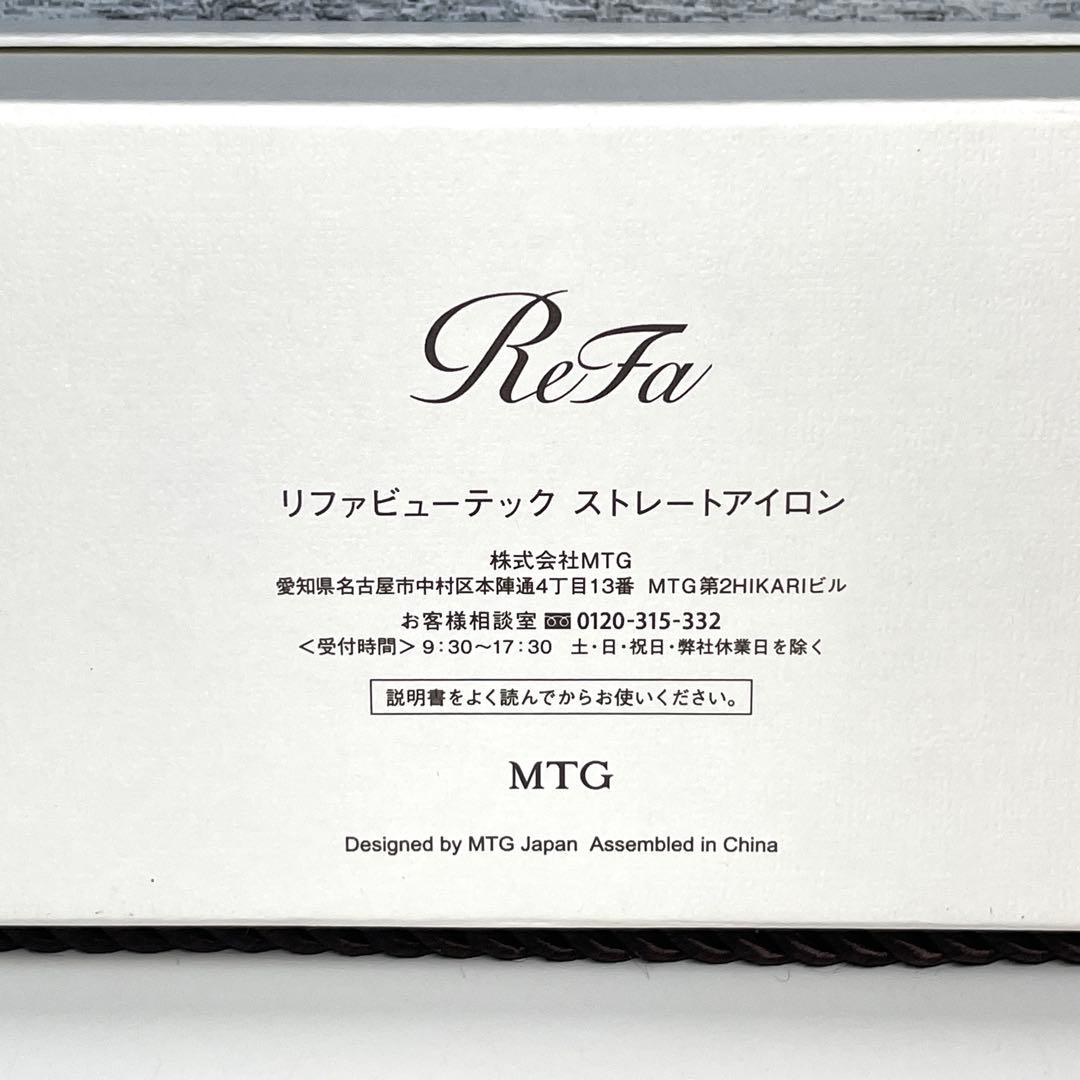 ReFa
リファビューテック ストレートアイロン
株式会社MTG
愛知県名古屋市中村区本陣通4丁目13番 MTG第2HIKARIビル
お客様相談室 0120-315-332
＜受付時間＞9:30～17:30 土・日・祝日・弊社休業日を除く
説明書をよく読んでからお使いください。
MTG
Designed by MTG Japan Assembled in China